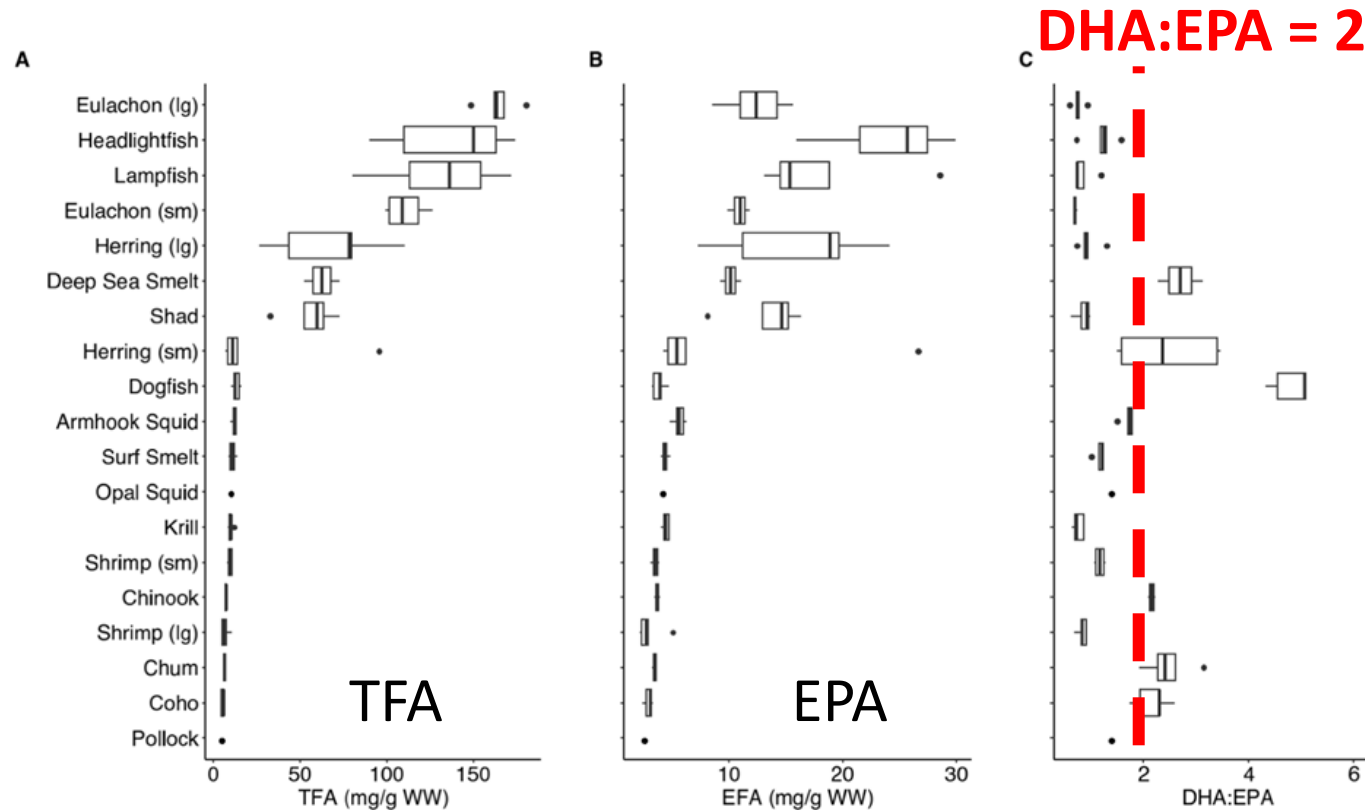 DHA:EPA = 2
A
B
C
Eulachon (lg)
Headlightfish
Lampfish
Eulachon (sm)
Herring (lg)
Deep Sea Smelt
Shad
Herring (sm)
Dogfish
Armhook Squid
Surf Smelt
Opal Squid
Krill
Shrimp (sm)
Chinook
Shrimp (lg)
Chum
Coho
Pollock
TFA
EPA
0 50 100 150
10 20 30
2 4 6
TFA (mg/g WW)
EFA (mg/g WW)
DHA:EPA